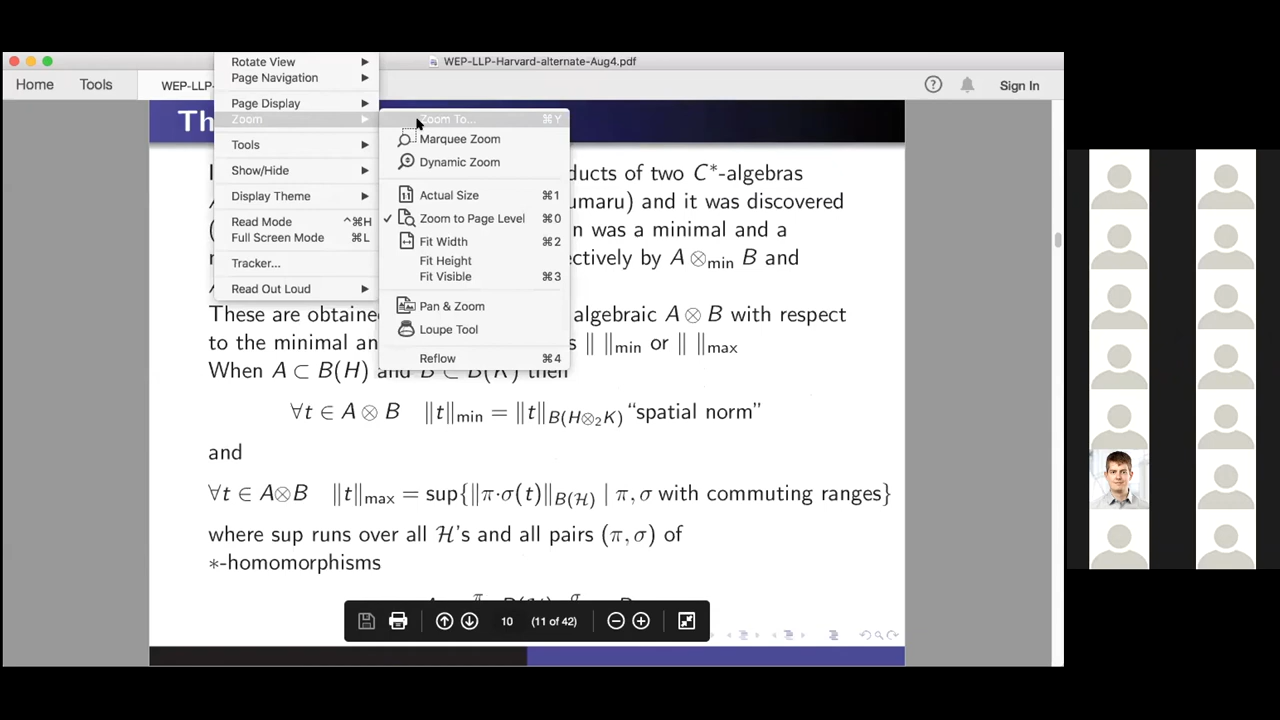 Rotate View
WEP-LLP-Harvard-alternate-Aug4.pdf
Page Navigation
Home Tools WEP-LLP- Sign In
Page Display
Th
Zoom
Zoom To... ⌘Y
Marquee Zoom
Tools
Dynamic Zoom
Show/Hide
ducts of two C*-algebras
Display Theme
Actual Size ⌘1
umaru) and it was discovered
Read Mode ^⌘H
Zoom to Page Level ⌘0
n was a minimal and a
Full Screen Mode ⌘L
Fit Width ⌘2
Fit Height
ectively by A ⊗min B and
Tracker...
Fit Visible ⌘3
Read Out Loud
Pan & Zoom
These are obtaine algebraic A ⊗ B with respect
Loupe Tool
to the minimal an s ‖ ‖min or ‖ ‖max
Reflow ⌘4
When A ⊂ B(H) and B ⊂ B(K) then
∀t ∈ A ⊗ B ‖t‖min = ‖t‖B(H⊗2K) “spatial norm”
and
∀t ∈ A⊗B ‖t‖max = sup{‖π·σ(t)‖B(ℋ) | π, σ with commuting ranges}
where sup runs over all ℋ's and all pairs (π, σ) of
∗-homomorphisms
10 (11 of 42)